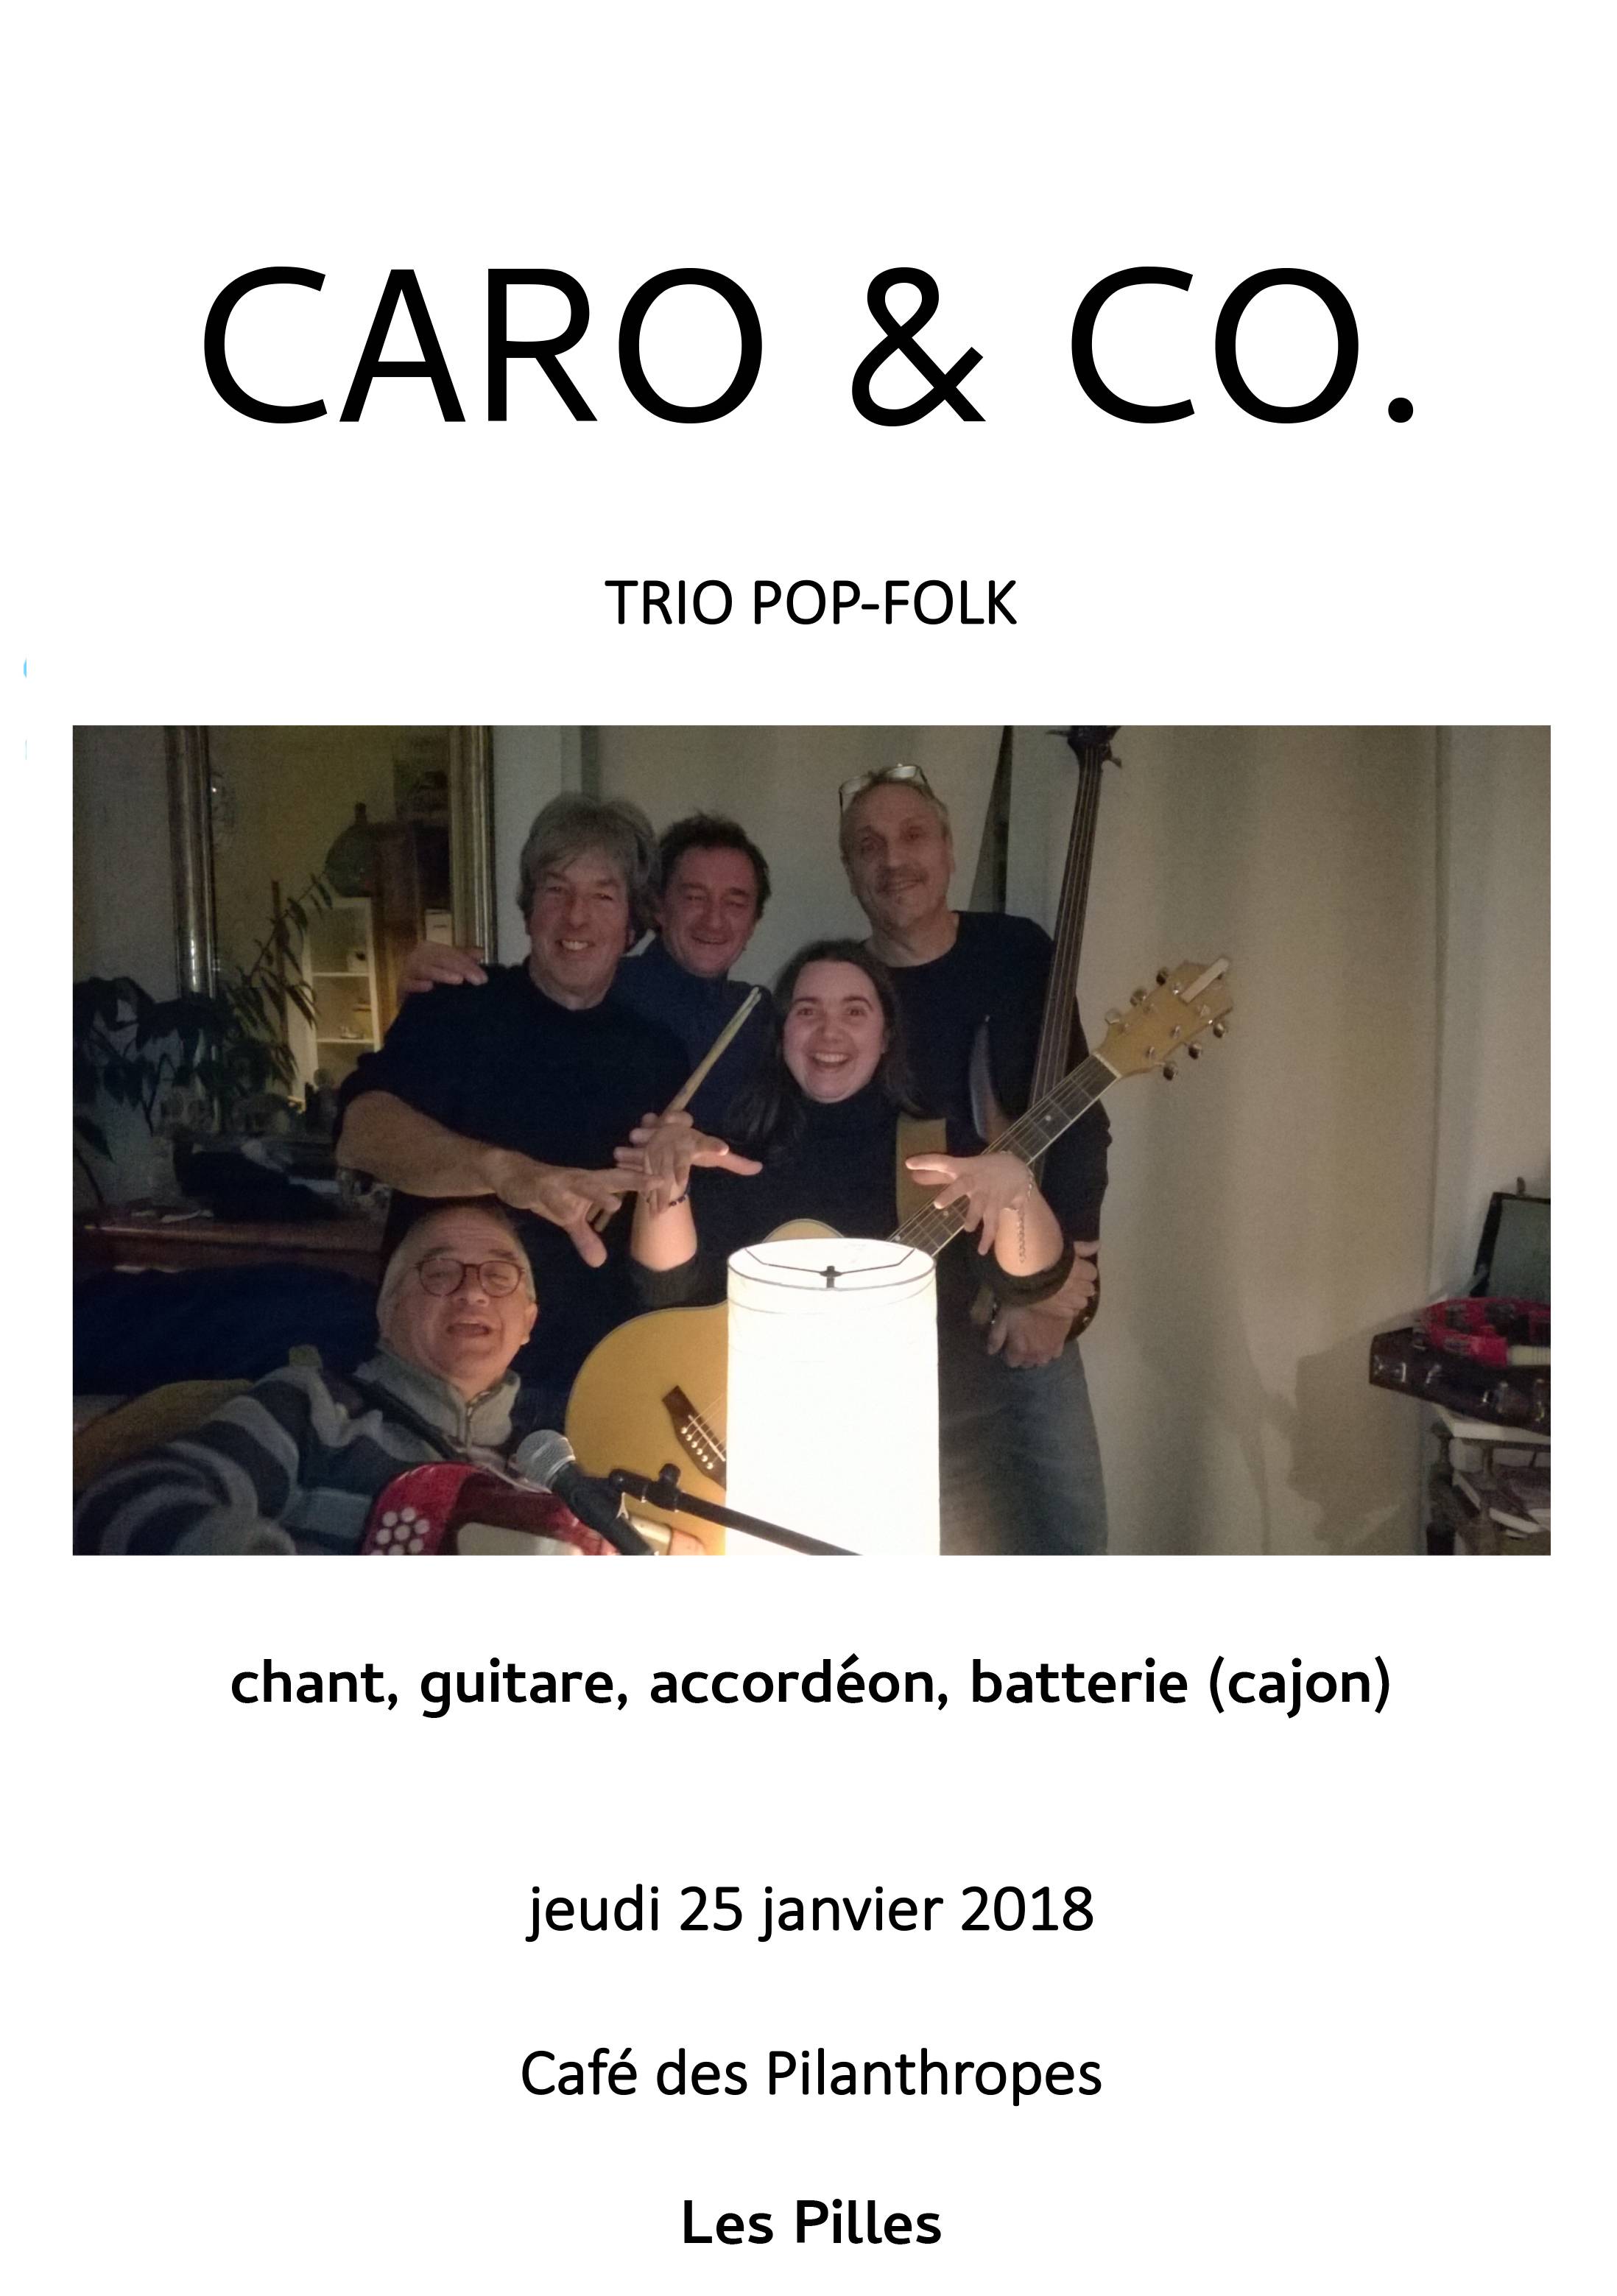 CARO & CO.
TRIO POP-FOLK
chant, guitare, accordéon, batterie (cajon)
jeudi 25 janvier 2018
Café des Pilanthropes
Les Pilles